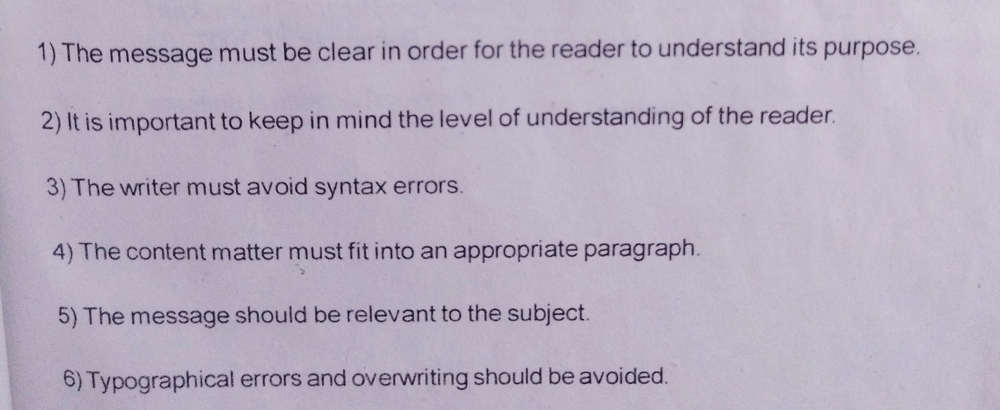 1) The message must be clear in order for the reader to understand its purpose.
2) It is important to keep in mind the level of understanding of the reader.
3) The writer must avoid syntax errors.
4) The content matter must fit into an appropriate paragraph.
5) The message should be relevant to the subject.
6) Typographical errors and overwriting should be avoided.